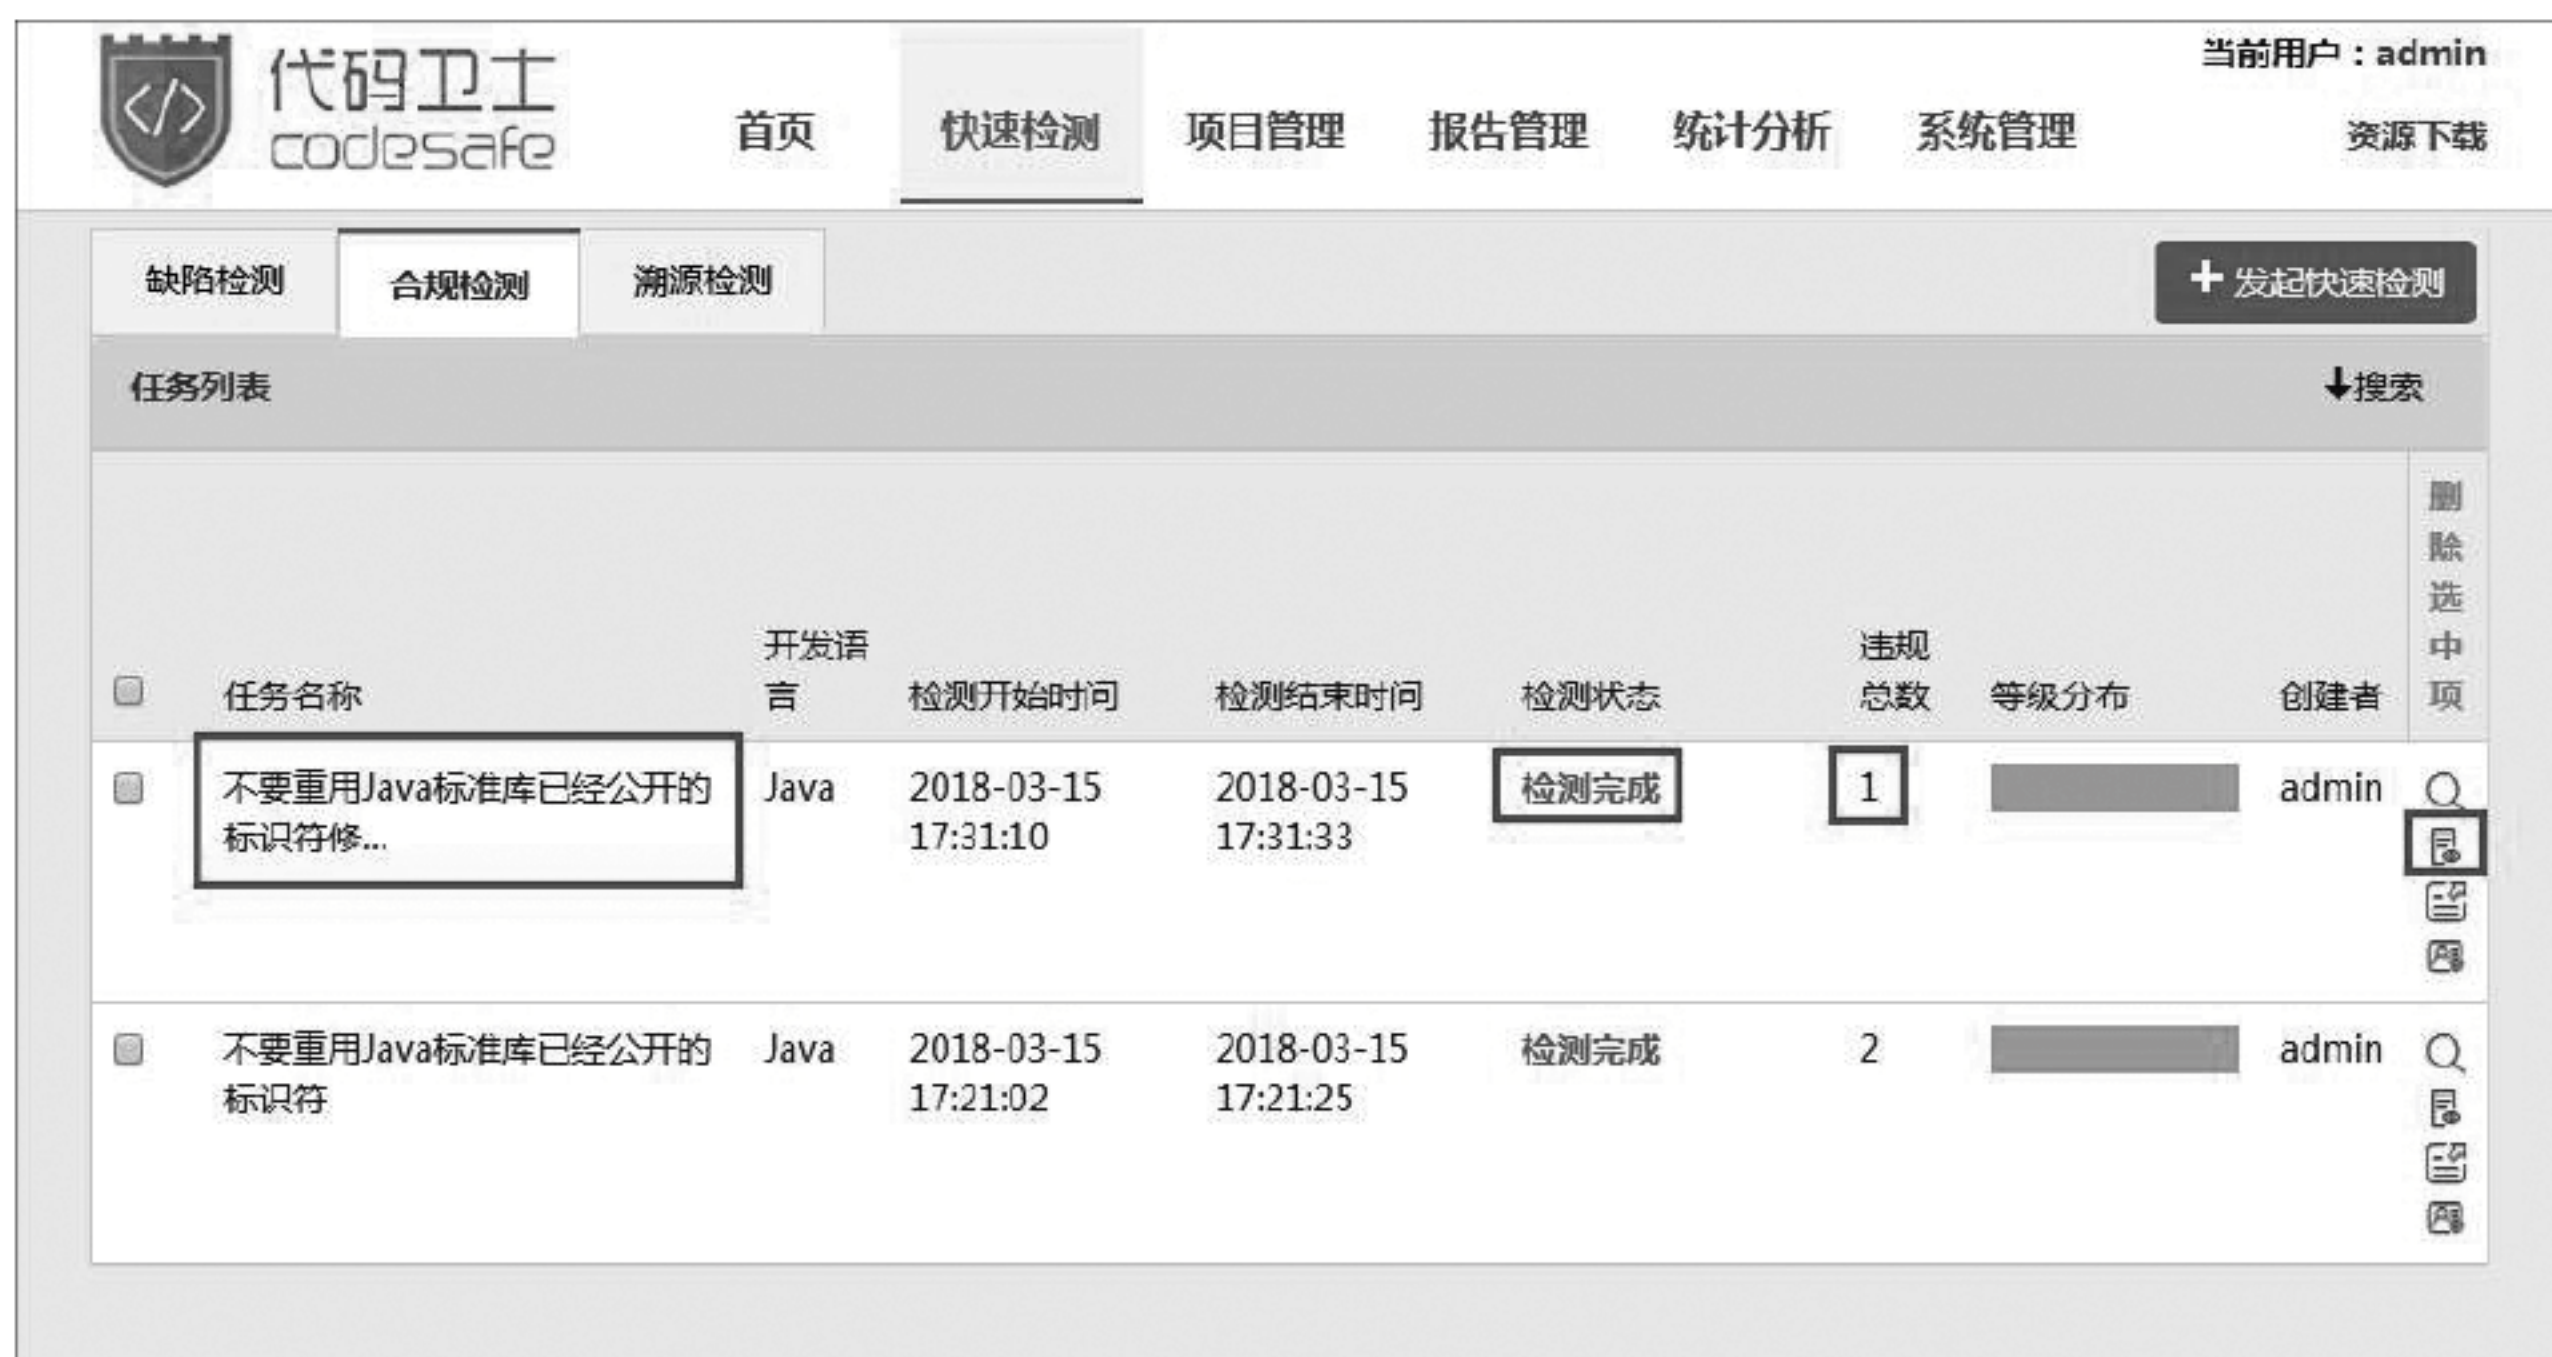 当前用户：admin
代码卫士
codesafe
首页 快速检测 项目管理 报告管理 统计分析 系统管理 资源下载
缺陷检测 合规检测 溯源检测 +发起快速检测
任务列表 搜索
任务名称 开发语言 检测开始时间 检测结束时间 检测状态 违规总数 等级分布 创建者 删除选中项
不要重用Java标准库已经公开的 Java 2018-03-15 2018-03-15 检测完成 1 admin
标识符修... 17:31:10 17:31:33
不要重用Java标准库已经公开的 Java 2018-03-15 2018-03-15 检测完成 2 admin
标识符 17:21:02 17:21:25